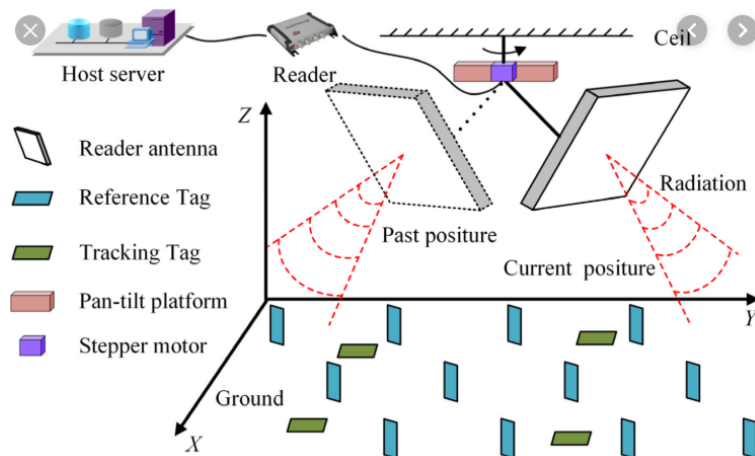 Ceil
Host server
Reader
Z
Reader antenna
Radiation
Reference Tag
Past positure
Tracking Tag
Current positure
Pan-tilt platform
Y
Stepper motor
Ground
X